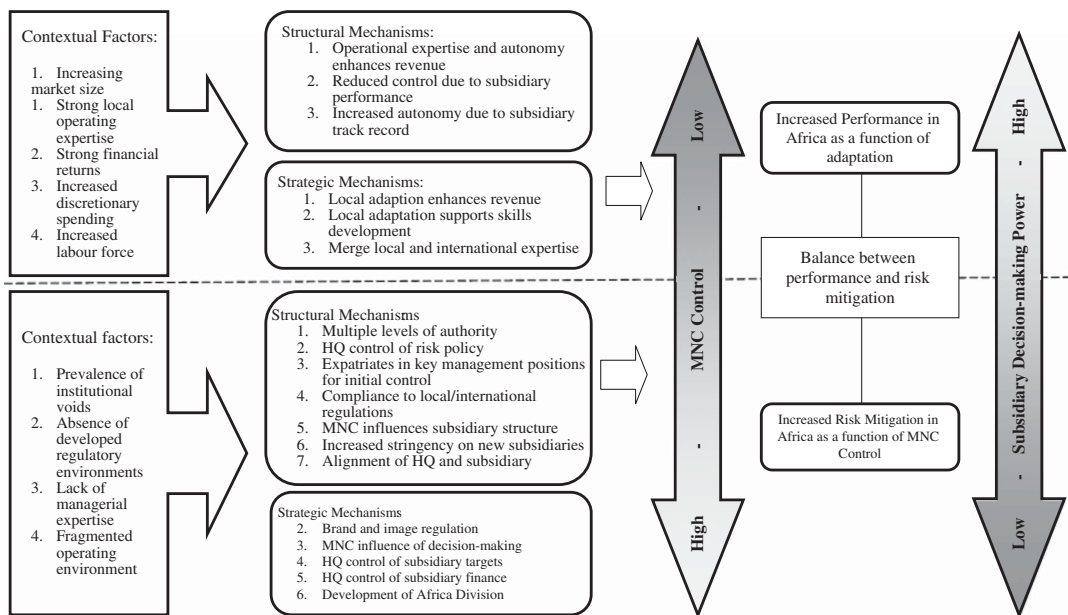 Contextual Factors:
1. Increasing
market size
1. Strong local
operating
expertise
2. Strong financial
returns
3. Increased
discretionary
spending
4. Increased
labour force
Structural Mechanisms:
1. Operational expertise and autonomy
enhances revenue
2. Reduced control due to subsidiary
performance
3. Increased autonomy due to subsidiary
track record
Strategic Mechanisms:
1. Local adaption enhances revenue
2. Local adaptation supports skills
development
3. Merge local and international expertise
Contextual factors:
1. Prevalence of
institutional
voids
2. Absence of
developed
regulatory
environments
3. Lack of
managerial
expertise
4. Fragmented
operating
environment
Structural Mechanisms
1. Multiple levels of authority
2. HQ control of risk policy
3. Expatriates in key management positions
for initial control
4. Compliance to local/international
regulations
5. MNC influences subsidiary structure
6. Increased stringency on new subsidiaries
7. Alignment of HQ and subsidiary
Strategic Mechanisms
2. Brand and image regulation
3. MNC influence of decision-making
4. HQ control of subsidiary targets
5. HQ control of subsidiary finance
6. Development of Africa Division
High - MNC Control - Low
Increased Performance in
Africa as a function of
adaptation
Balance between
performance and risk
mitigation
Increased Risk Mitigation in
Africa as a function of MNC
Control
Low - Subsidiary Decision-making Power - High